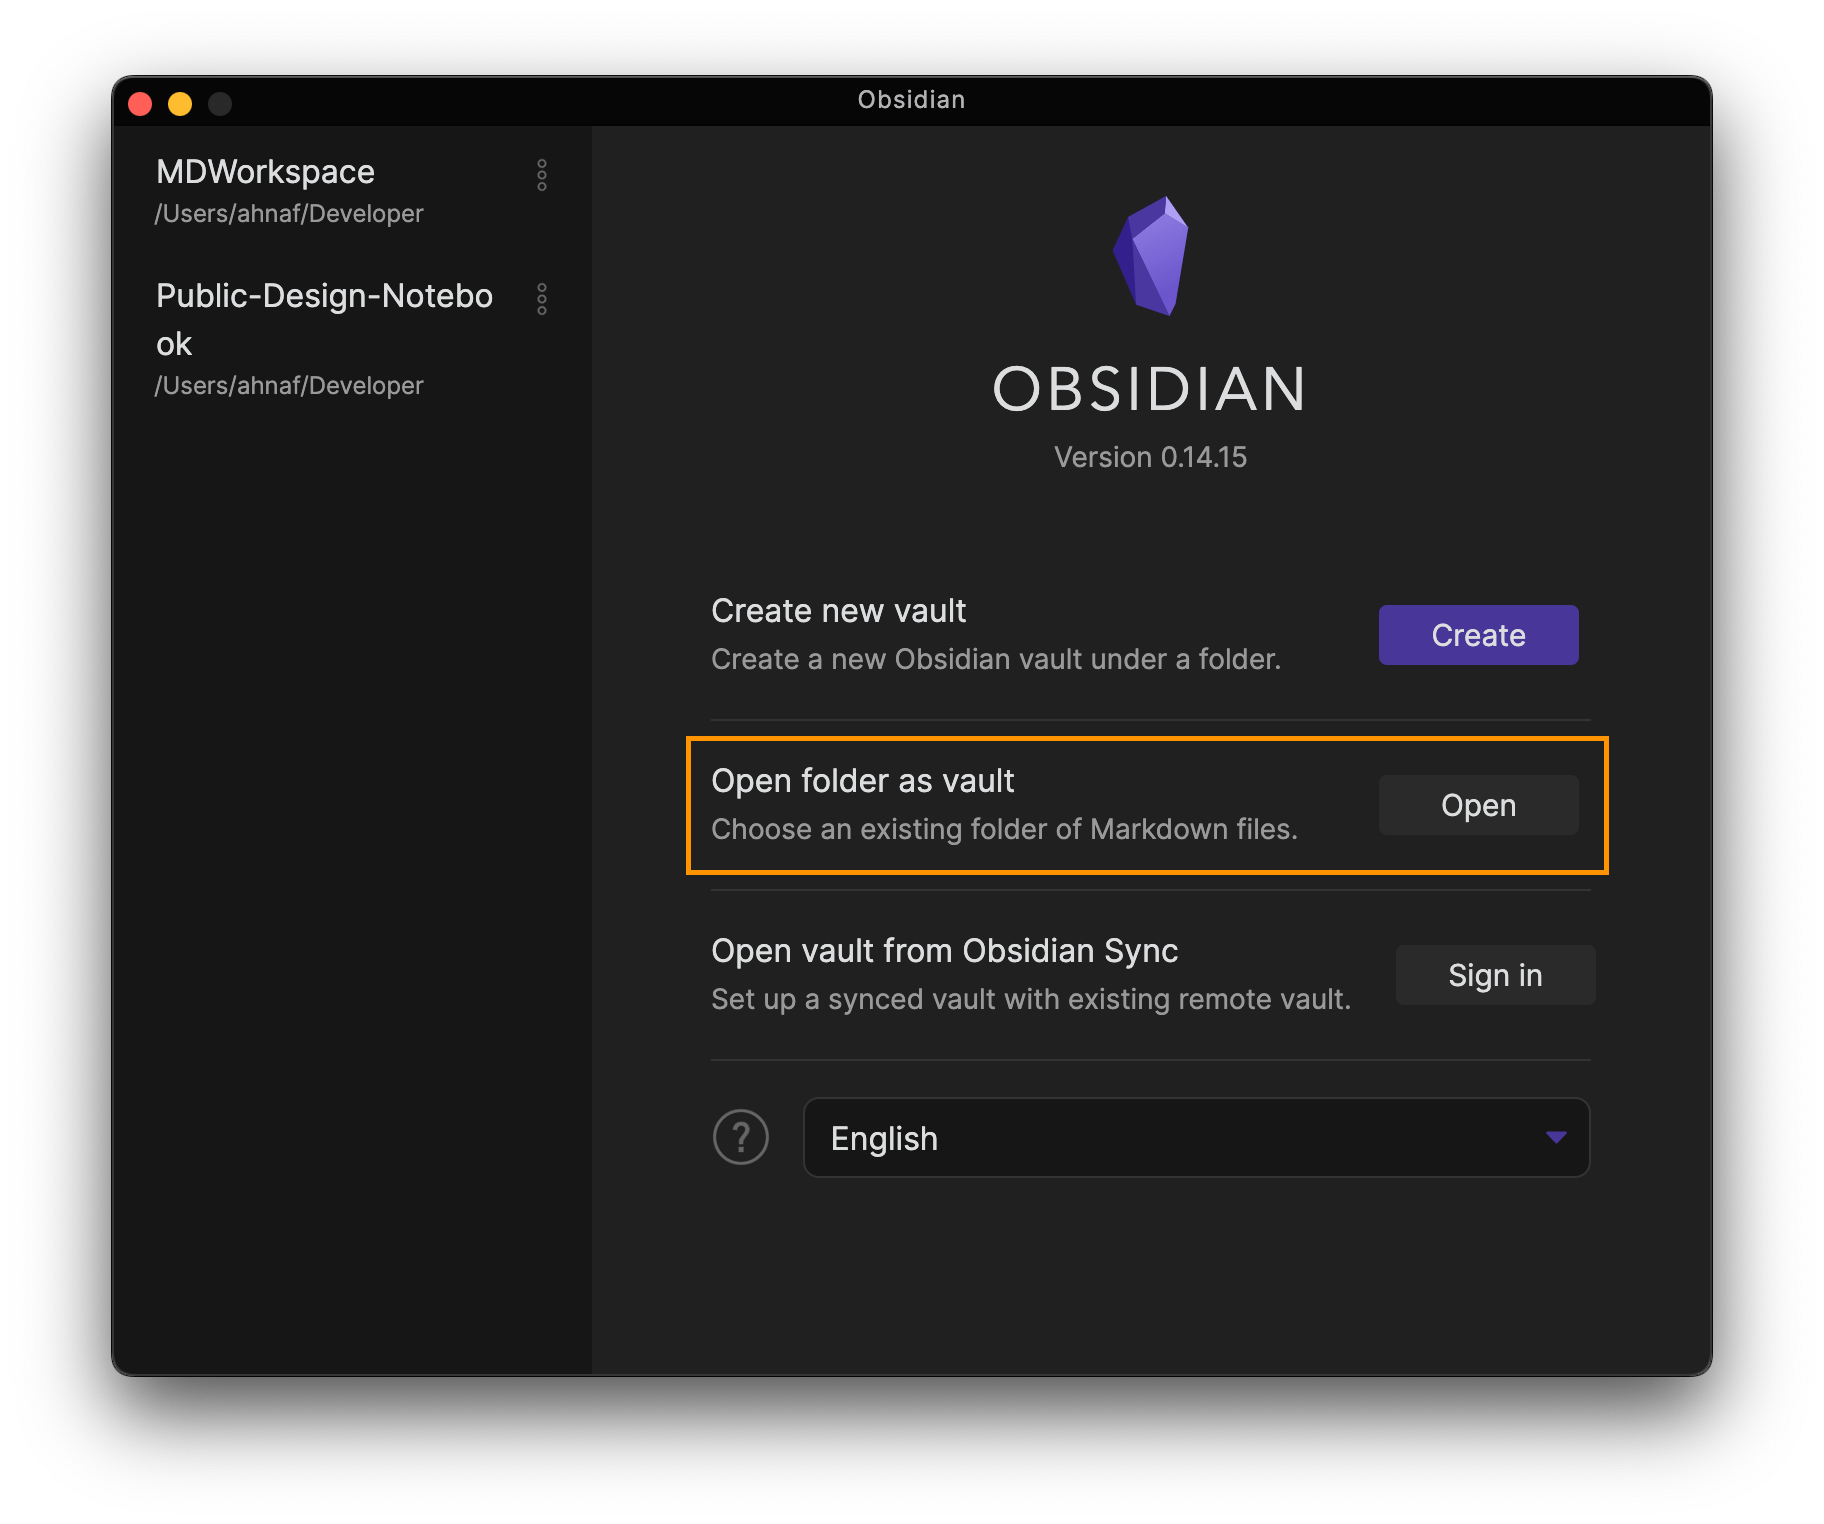 Obsidian
MDWorkspace
/Users/ahnaf/Developer
Public-Design-Notebo
ok
/Users/ahnaf/Developer
OBSIDIAN
Version 0.14.15
Create new vault
Create a new Obsidian vault under a folder.
Create
Open folder as vault
Choose an existing folder of Markdown files.
Open
Open vault from Obsidian Sync
Set up a synced vault with existing remote vault.
Sign in
?
English